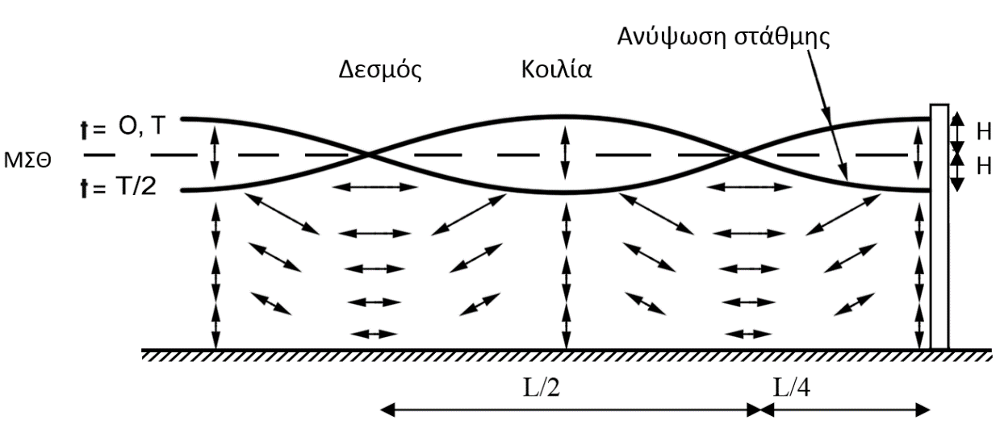 Ανύψωση στάθμης
Δεσμός
Κοιλία
t = O, T
H
ΜΣΘ
H
t = T/2
L/2
L/4